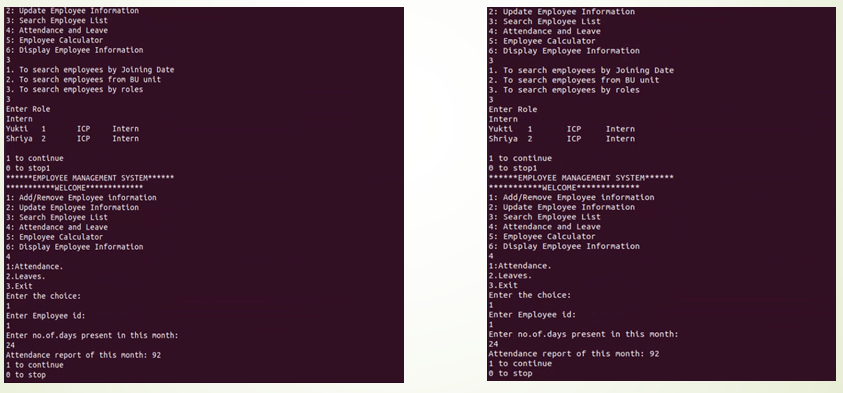 2: Update Employee Information
3: Search Employee List
4: Attendance and Leave
5: Employee Calculator
6: Display Employee Information
3
1. To search employees by Joining Date
2. To search employees from BU unit
3. To search employees by roles
3
Enter Role
Intern
Yukti 1 ICP Intern
Shriya 2 ICP Intern
1 to continue
0 to stop1
******EMPLOYEE MANAGEMENT SYSTEM******
***********WELCOME*************
1: Add/Remove Employee information
2: Update Employee Information
3: Search Employee List
4: Attendance and Leave
5: Employee Calculator
6: Display Employee Information
4
1:Attendance.
2.Leaves.
3.Exit
Enter the choice:
1
Enter Employee id:
1
Enter no.of.days present in this month:
24
Attendance report of this month: 92
1 to continue
0 to stop
2: Update Employee Information
3: Search Employee List
4: Attendance and Leave
5: Employee Calculator
6: Display Employee Information
3
1. To search employees by Joining Date
2. To search employees from BU unit
3. To search employees by roles
3
Enter Role
Intern
Yukti 1 ICP Intern
Shriya 2 ICP Intern
1 to continue
0 to stop1
******EMPLOYEE MANAGEMENT SYSTEM******
***********WELCOME*************
1: Add/Remove Employee information
2: Update Employee Information
3: Search Employee List
4: Attendance and Leave
5: Employee Calculator
6: Display Employee Information
4
1:Attendance.
2.Leaves.
3.Exit
Enter the choice:
1
Enter Employee id:
1
Enter no.of.days present in this month:
24
Attendance report of this month: 92
1 to continue
0 to stop